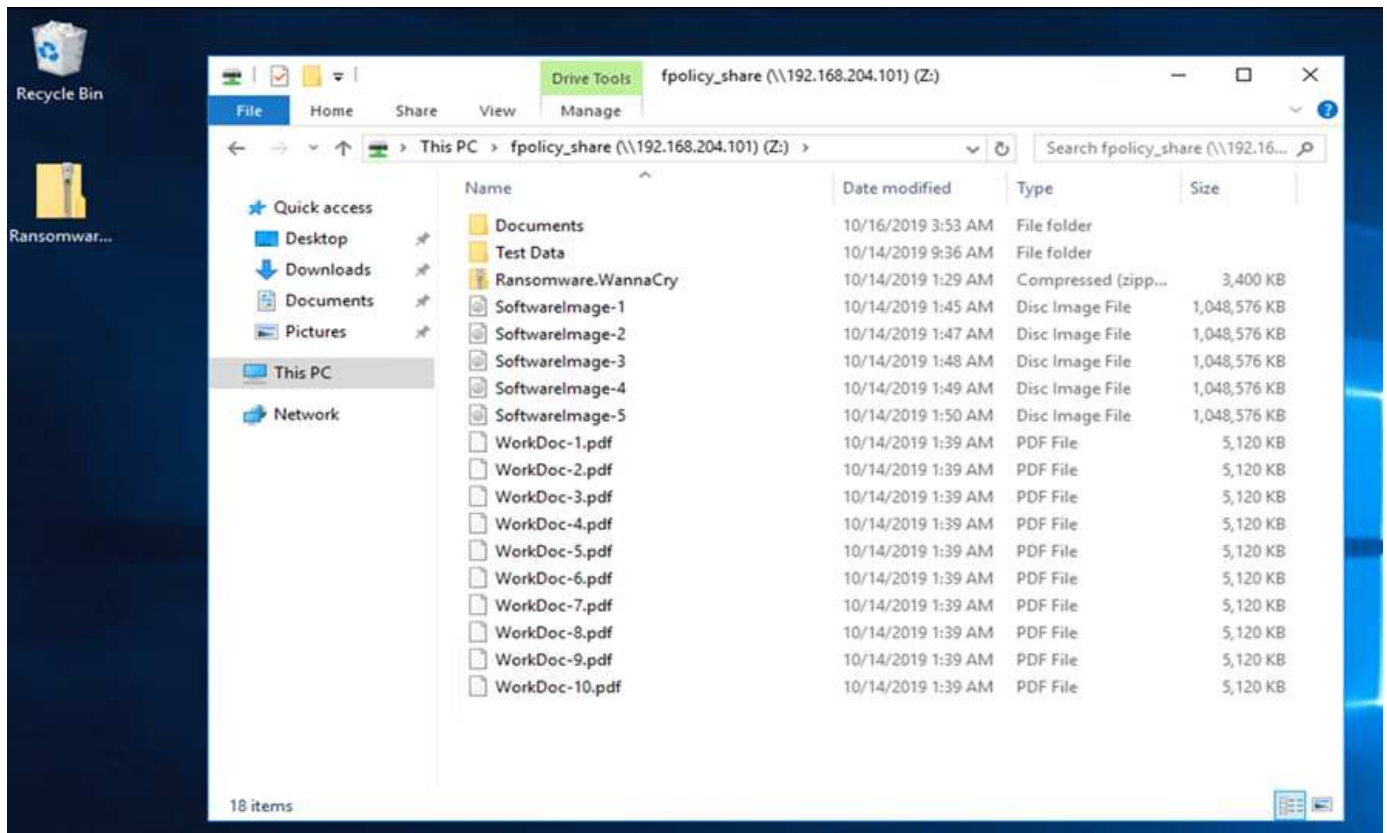 Recycle Bin
Ransomwar...
Drive Tools
fpolicy_share (\\192.168.204.101) (Z:)
File Home Share View Manage
This PC > fpolicy_share (\\192.168.204.101) (Z:) >
Search fpolicy_share (\\192.16...
Quick access
Desktop
Downloads
Documents
Pictures
This PC
Network
Name Date modified Type Size
Documents 10/16/2019 3:53 AM File folder
Test Data 10/14/2019 9:36 AM File folder
Ransomware.WannaCry 10/14/2019 1:29 AM Compressed (zipp... 3,400 KB
SoftwareImage-1 10/14/2019 1:45 AM Disc Image File 1,048,576 KB
SoftwareImage-2 10/14/2019 1:47 AM Disc Image File 1,048,576 KB
SoftwareImage-3 10/14/2019 1:48 AM Disc Image File 1,048,576 KB
SoftwareImage-4 10/14/2019 1:49 AM Disc Image File 1,048,576 KB
SoftwareImage-5 10/14/2019 1:50 AM Disc Image File 1,048,576 KB
WorkDoc-1.pdf 10/14/2019 1:39 AM PDF File 5,120 KB
WorkDoc-2.pdf 10/14/2019 1:39 AM PDF File 5,120 KB
WorkDoc-3.pdf 10/14/2019 1:39 AM PDF File 5,120 KB
WorkDoc-4.pdf 10/14/2019 1:39 AM PDF File 5,120 KB
WorkDoc-5.pdf 10/14/2019 1:39 AM PDF File 5,120 KB
WorkDoc-6.pdf 10/14/2019 1:39 AM PDF File 5,120 KB
WorkDoc-7.pdf 10/14/2019 1:39 AM PDF File 5,120 KB
WorkDoc-8.pdf 10/14/2019 1:39 AM PDF File 5,120 KB
WorkDoc-9.pdf 10/14/2019 1:39 AM PDF File 5,120 KB
WorkDoc-10.pdf 10/14/2019 1:39 AM PDF File 5,120 KB
18 items